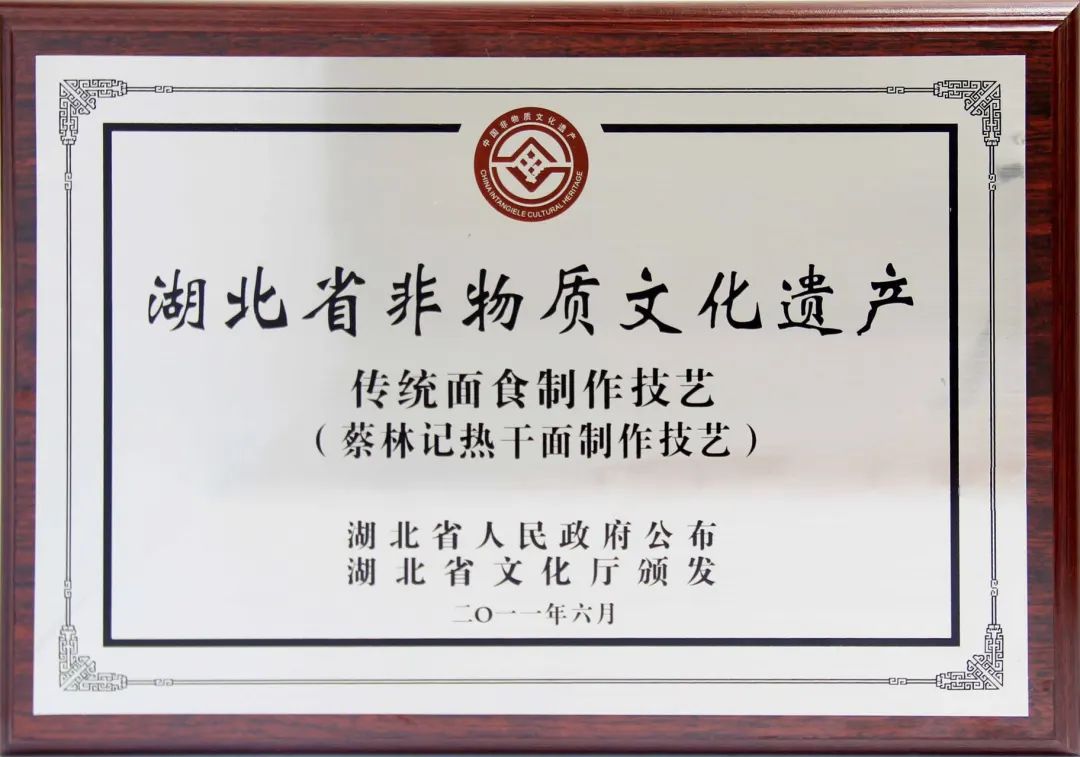 中国非物质文化遗产
CHINA INTANGIELE CULTURAL HERITAGE
湖北省非物质文化遗产
传统面食制作技艺
（蔡林记热干面制作技艺）
湖北省人民政府公布
湖北省文化厅颁发
二〇一一年六月